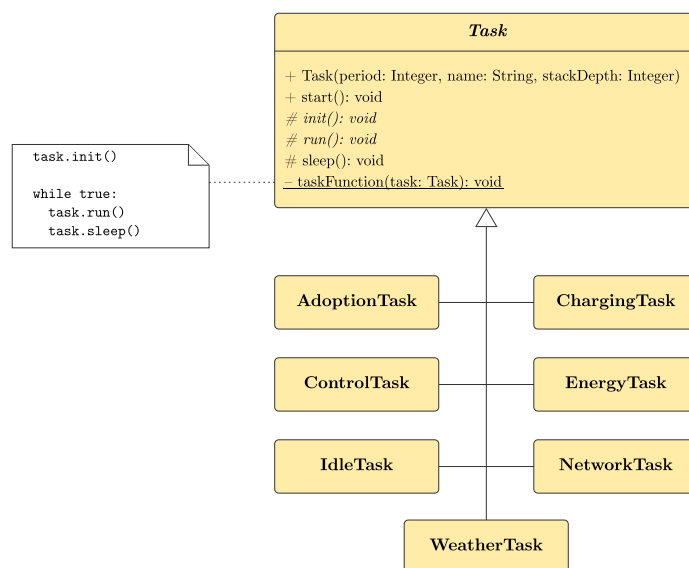 Task
+ Task(period: Integer, name: String, stackDepth: Integer)
+ start(): void
# init(): void
# run(): void
# sleep(): void
– taskFunction(task: Task): void
task.init()
while true:
task.run()
task.sleep()
AdoptionTask
ChargingTask
ControlTask
EnergyTask
IdleTask
NetworkTask
WeatherTask